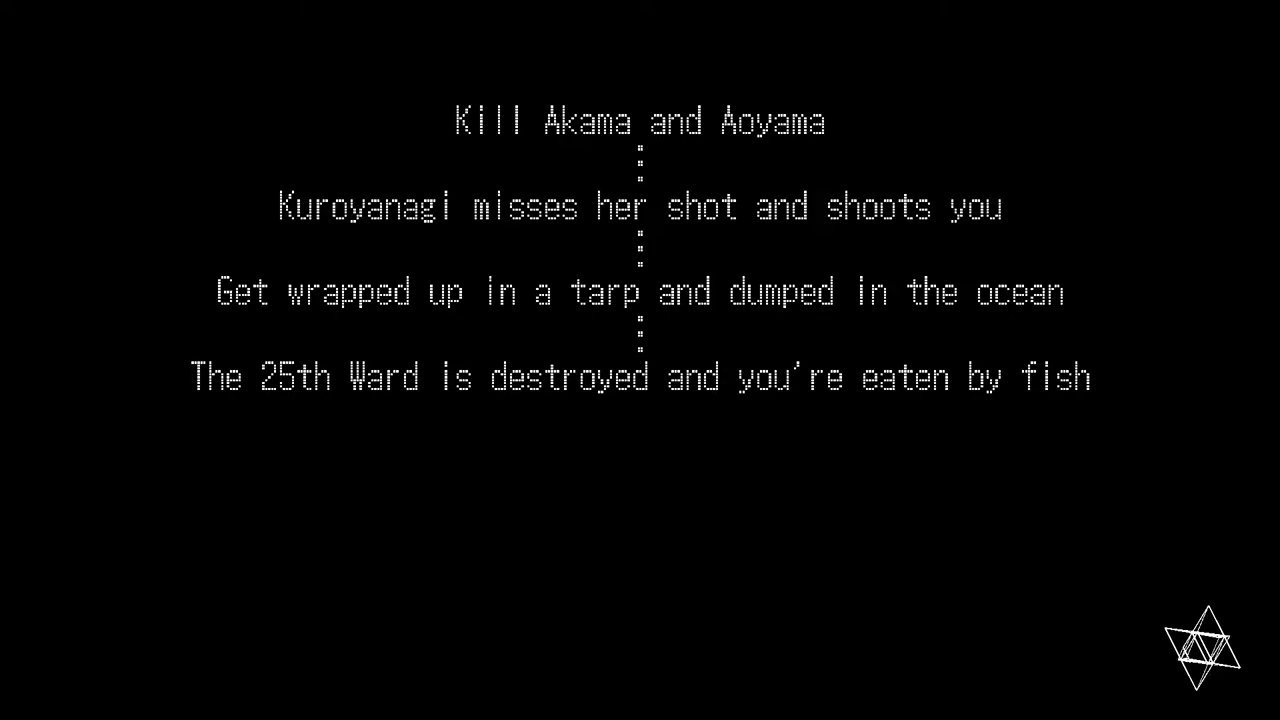 Kill Akama and Aoyama
Kuroyanagi misses her shot and shoots you
Get wrapped up in a tarp and dumped in the ocean
The 25th Ward is destroyed and you're eaten by fish